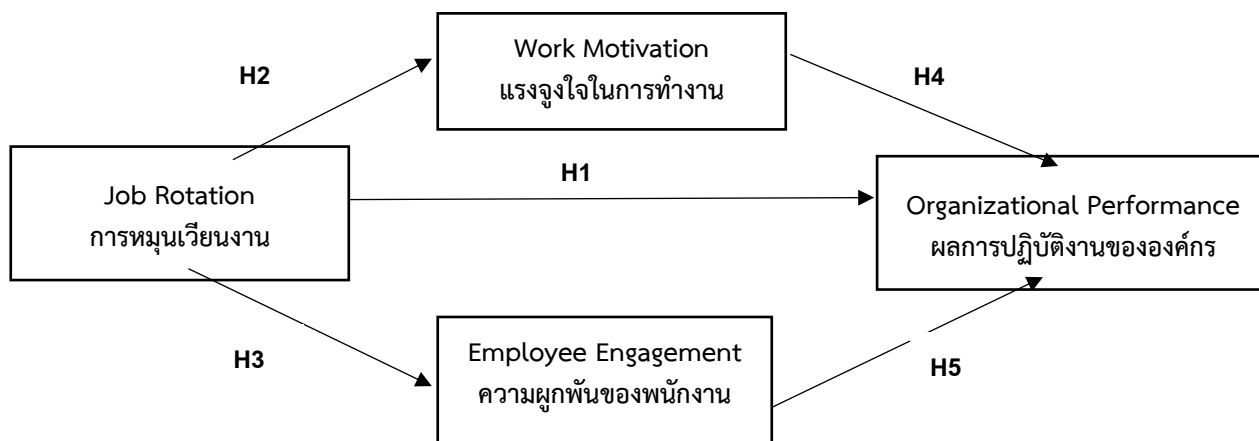 Work Motivation
แรงจูงใจในการทำงาน
H2
H4
H1
Job Rotation
การหมุนเวียนงาน
Organizational Performance
ผลการปฏิบัติงานขององค์กร
H3
Employee Engagement
ความผูกพันของพนักงาน
H5